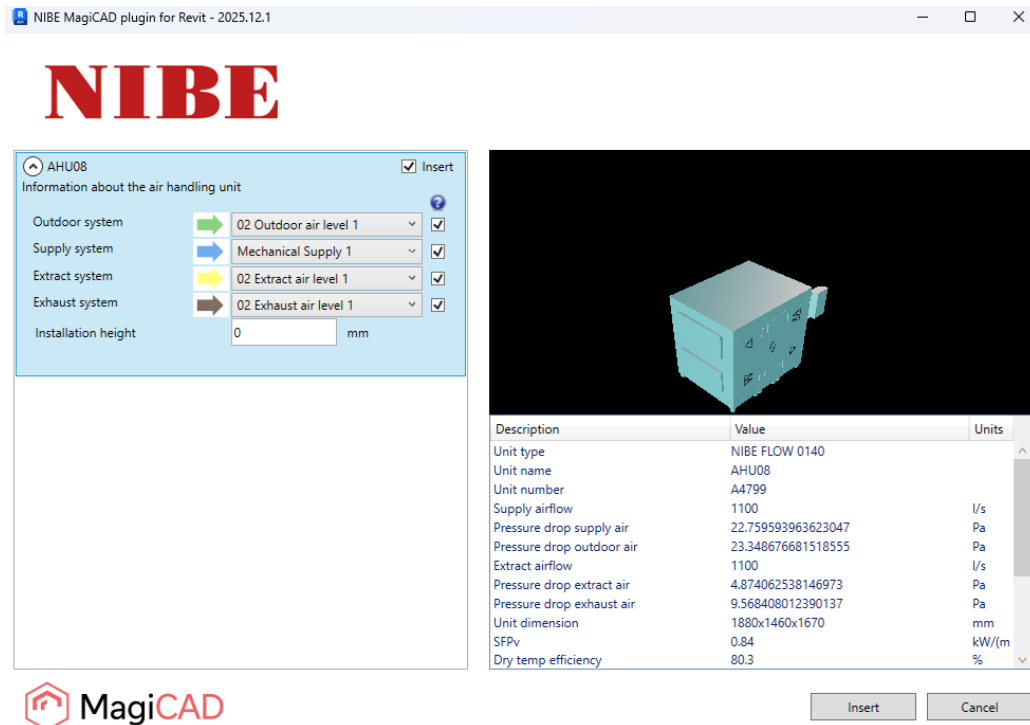 NIBE MagiCAD plugin for Revit - 2025.12.1
NIBE
AHU08 Insert
Information about the air handling unit
Outdoor system 02 Outdoor air level 1
Supply system Mechanical Supply 1
Extract system 02 Extract air level 1
Exhaust system 02 Exhaust air level 1
Installation height 0 mm
Description Value Units
Unit type NIBE FLOW 0140
Unit name AHU08
Unit number A4799
Supply airflow 1100 l/s
Pressure drop supply air 22.759593963623047 Pa
Pressure drop outdoor air 23.348676681518555 Pa
Extract airflow 1100 l/s
Pressure drop extract air 4.874062538146973 Pa
Pressure drop exhaust air 9.568408012390137 Pa
Unit dimension 1880x1460x1670 mm
SFPv 0.84 kW/(m
Dry temp efficiency 80.3 %
MagiCAD
Insert Cancel